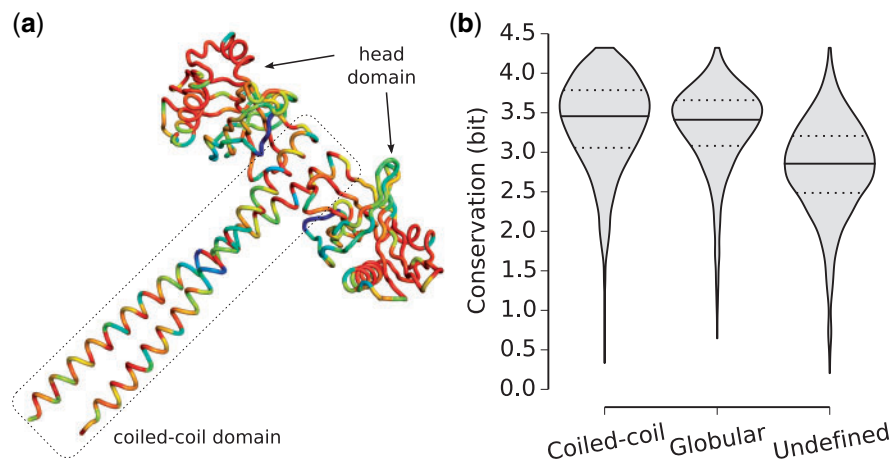 (a)
head
domain
coiled-coil domain
(b)
Conservation (bit)
4.5
4.0
3.5
3.0
2.5
2.0
1.5
1.0
0.5
0.0
Coiled-coil
Globular
Undefined